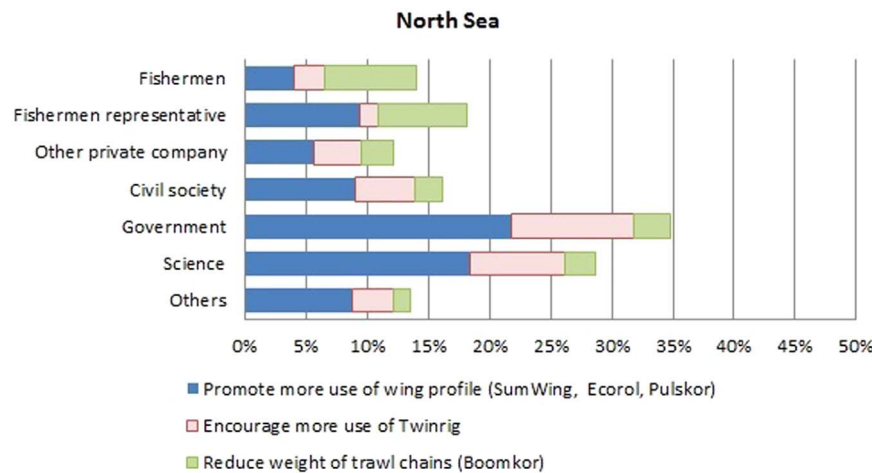 North Sea
Fishermen
Fishermen representative
Other private company
Civil society
Government
Science
Others
0% 5% 10% 15% 20% 25% 30% 35% 40% 45% 50%
Promote more use of wing profile (SumWing, Ecorol, Pulskor)
Encourage more use of Twinrig
Reduce weight of trawl chains (Boomkor)